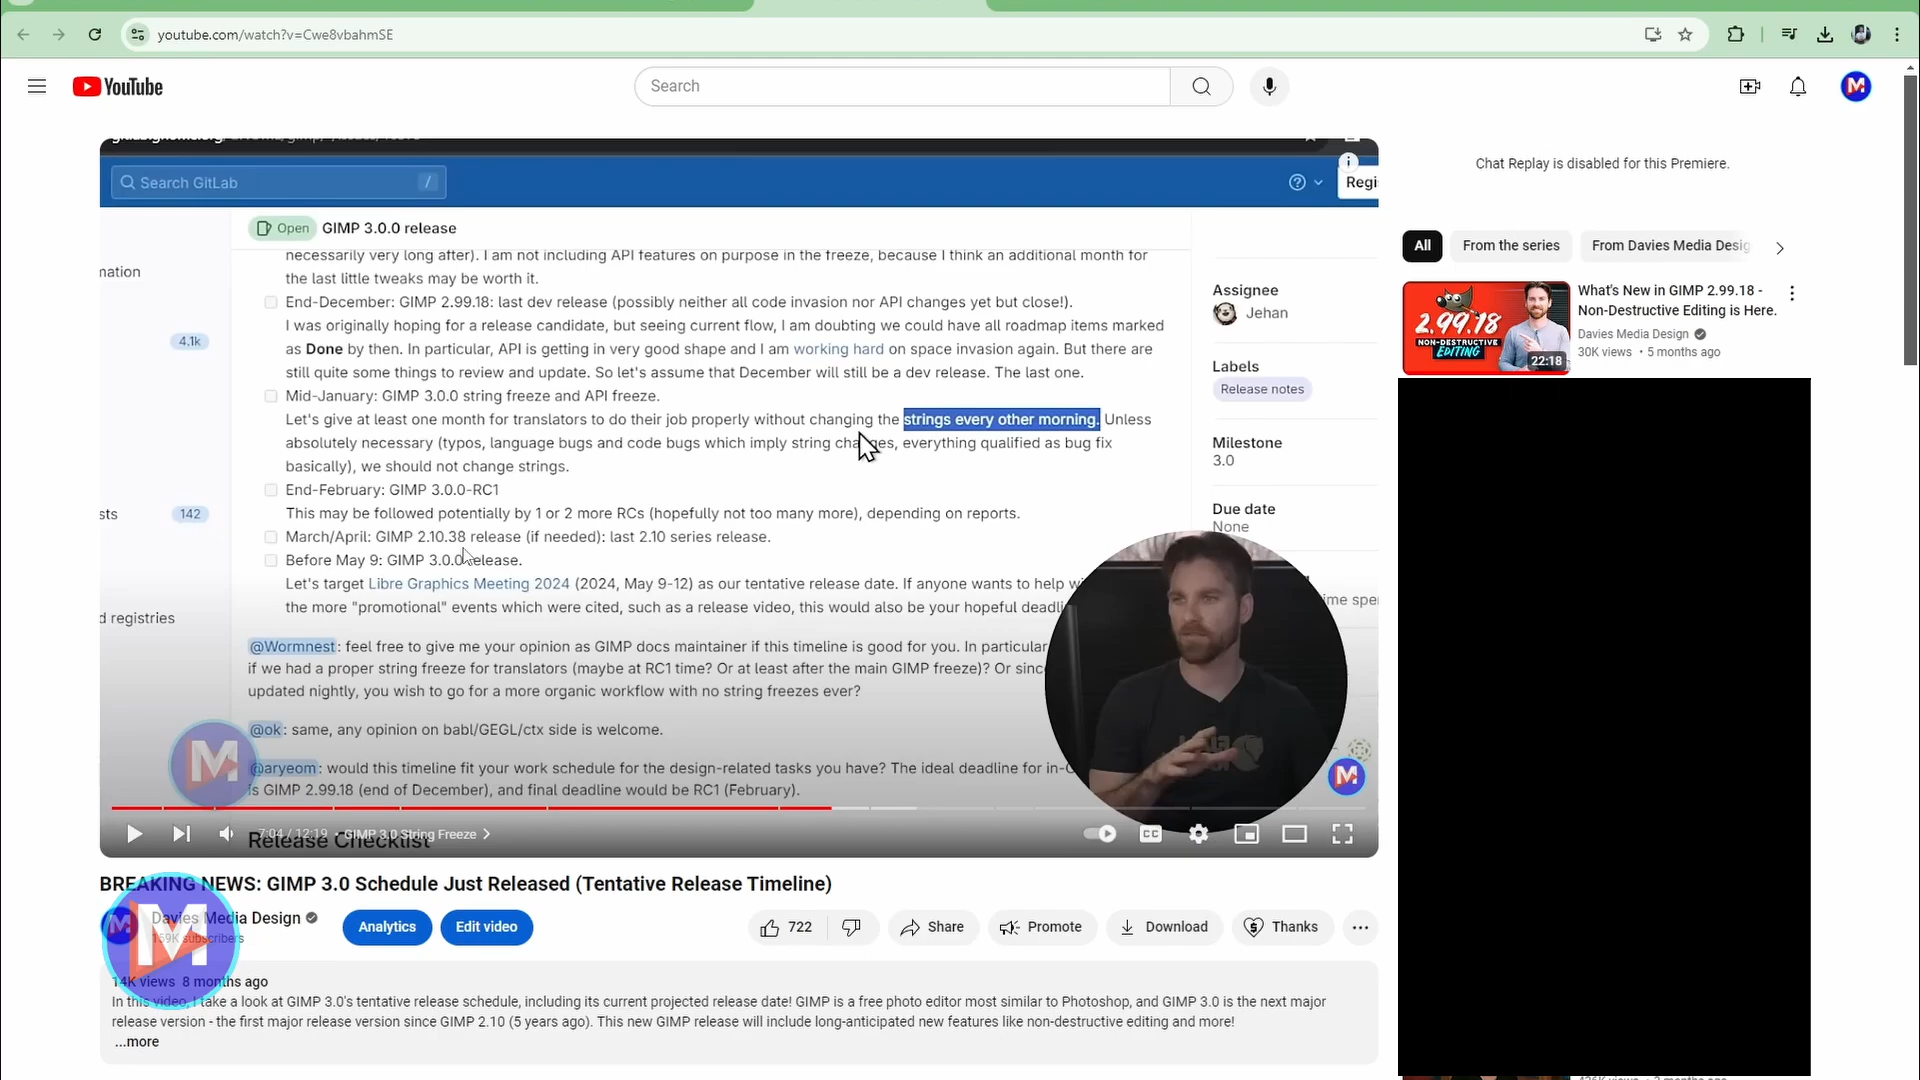 youtube.com/watch?v=Cwe8vbahmSE
YouTube
Search
M
Chat Replay is disabled for this Premiere.
All
From the series
From Davies Media Desig
2.99.18
NON-DESTRUCTIVE
EDITING
22:18
What's New in GIMP 2.99.18 -
Non-Destructive Editing is Here.
Davies Media Design
30K views • 5 months ago
Search GitLab
/
Regi
Open
GIMP 3.0.0 release
mation
4.1k
sts
142
d registries
necessarily very long after). I am not including API features on purpose in the freeze, because I think an additional month for
the last little tweaks may be worth it.
End-December: GIMP 2.99.18: last dev release (possibly neither all code invasion nor API changes yet but close!).
I was originally hoping for a release candidate, but seeing current flow, I am doubting we could have all roadmap items marked
as Done by then. In particular, API is getting in very good shape and I am working hard on space invasion again. But there are
still quite some things to review and update. So let's assume that December will still be a dev release. The last one.
Mid-January: GIMP 3.0.0 string freeze and API freeze.
Let's give at least one month for translators to do their job properly without changing the strings every other morning. Unless
absolutely necessary (typos, language bugs and code bugs which imply string changes, everything qualified as bug fix
basically), we should not change strings.
End-February: GIMP 3.0.0-RC1
This may be followed potentially by 1 or 2 more RCs (hopefully not too many more), depending on reports.
March/April: GIMP 2.10.38 release (if needed): last 2.10 series release.
Before May 9: GIMP 3.0.0 release.
Let's target Libre Graphics Meeting 2024 (2024, May 9-12) as our tentative release date. If anyone wants to help wi
the more "promotional" events which were cited, such as a release video, this would also be your hopeful deadli
@Wormnest: feel free to give me your opinion as GIMP docs maintainer if this timeline is good for you. In particular
if we had a proper string freeze for translators (maybe at RC1 time? Or at least after the main GIMP freeze)? Or since
updated nightly, you wish to go for a more organic workflow with no string freezes ever?
@ok: same, any opinion on babl/GEGL/ctx side is welcome.
@aryeom: would this timeline fit your work schedule for the design-related tasks you have? The ideal deadline for in-
is GIMP 2.99.18 (end of December), and final deadline would be RC1 (February).
Release Checklist
Assignee
Jehan
Labels
Release notes
Milestone
3.0
Due date
None
ime spe
M
M
7:04 / 12:19 • GIMP 3.0 String Freeze
CC
BREAKING NEWS: GIMP 3.0 Schedule Just Released (Tentative Release Timeline)
M
Davies Media Design
159K subscribers
Analytics
Edit video
722
Share
Promote
Download
Thanks
14K views 8 months ago
In this video, I take a look at GIMP 3.0's tentative release schedule, including its current projected release date! GIMP is a free photo editor most similar to Photoshop, and GIMP 3.0 is the next major
release version - the first major release version since GIMP 2.10 (5 years ago). This new GIMP release will include long-anticipated new features like non-destructive editing and more!
...more